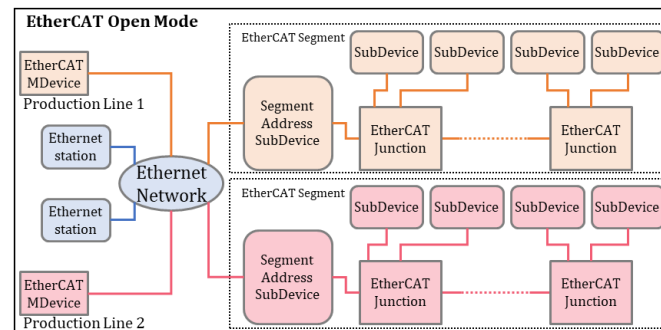 EtherCAT Open Mode
EtherCAT
MDevice
Production Line 1
Ethernet
station
Ethernet
station
EtherCAT
MDevice
Production Line 2
Ethernet
Network
EtherCAT Segment
SubDevice
SubDevice
SubDevice
SubDevice
Segment
Address
SubDevice
EtherCAT
Junction
EtherCAT
Junction
EtherCAT Segment
SubDevice
SubDevice
SubDevice
SubDevice
Segment
Address
SubDevice
EtherCAT
Junction
EtherCAT
Junction